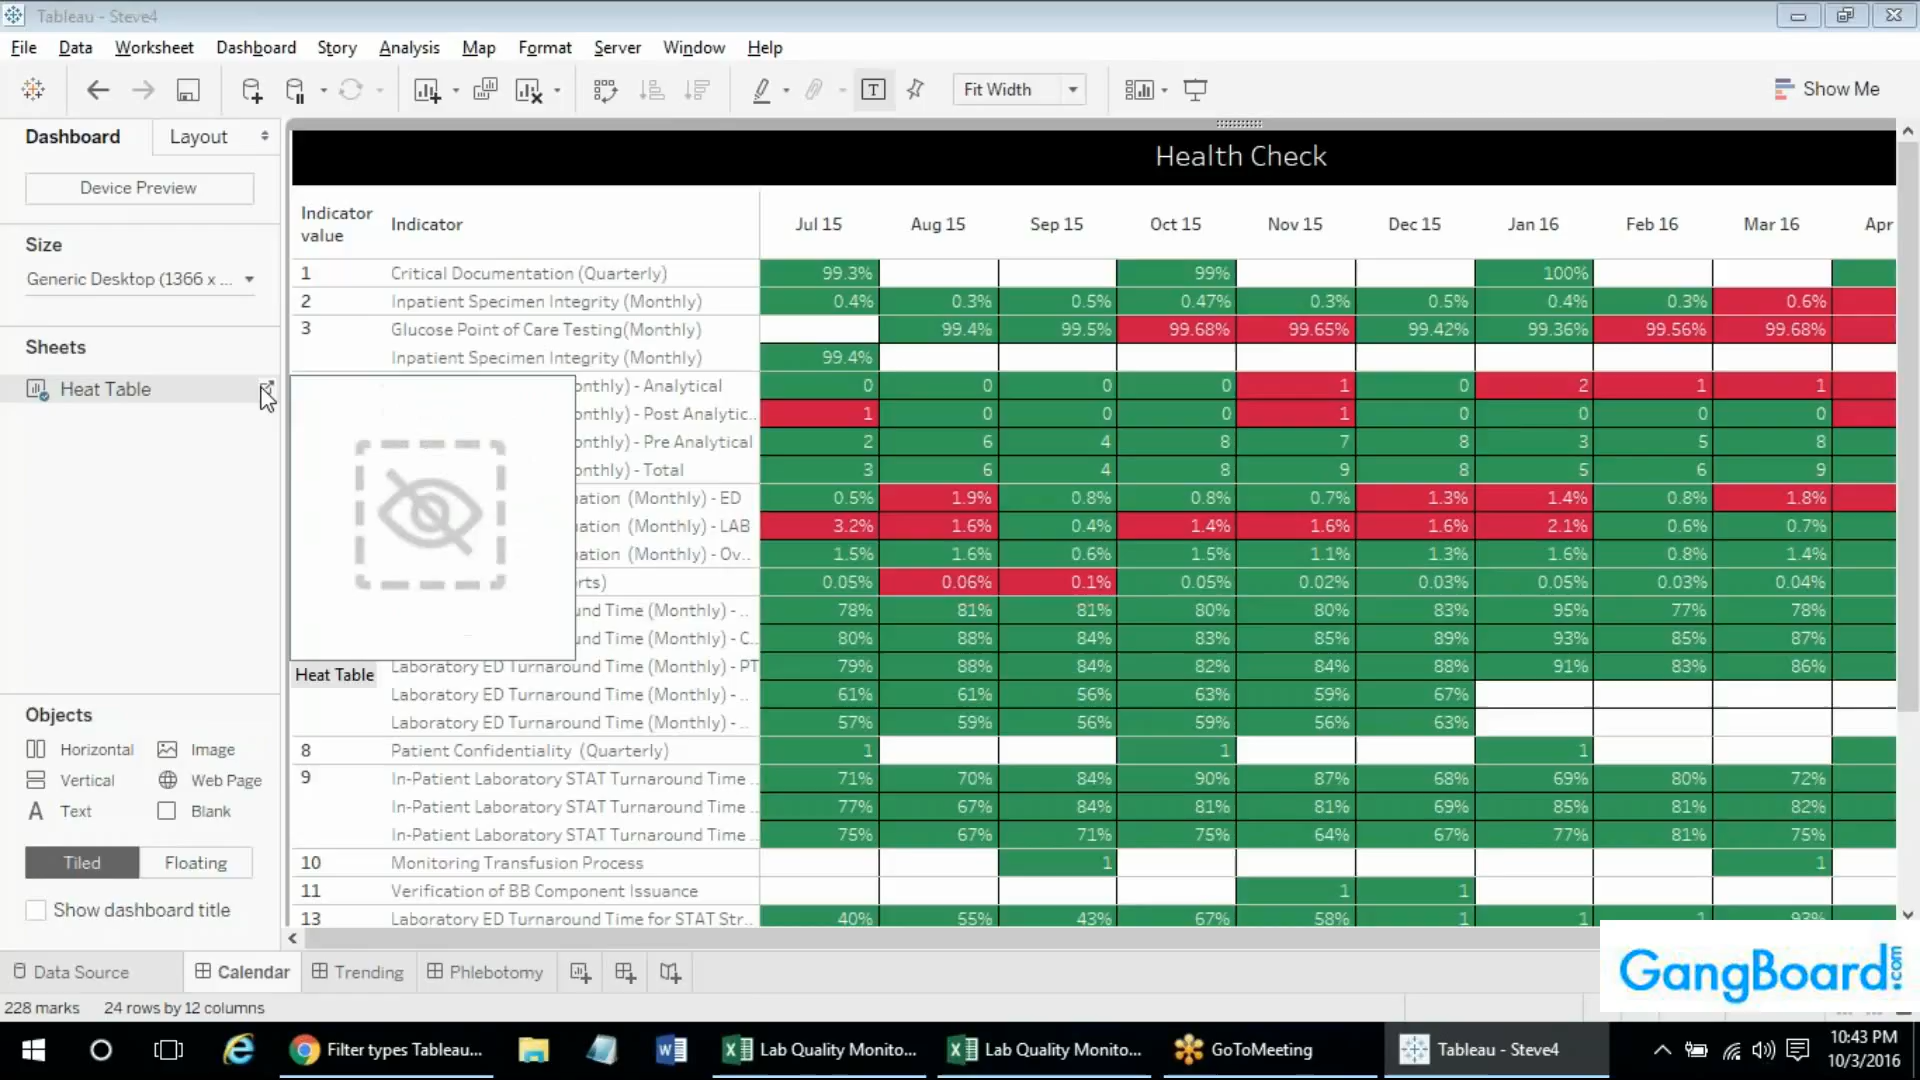 Tableau - Steve4
File Data Worksheet Dashboard Story Analysis Map Format Server Window Help
Fit Width Show Me
Dashboard Layout
Device Preview
Size
Generic Desktop (1366 x ...
Sheets
Heat Table
Objects
Horizontal Image
Vertical Web Page
Text Blank
Tiled Floating
Show dashboard title
Health Check
Indicator value Indicator Jul 15 Aug 15 Sep 15 Oct 15 Nov 15 Dec 15 Jan 16 Feb 16 Mar 16 Apr
1 Critical Documentation (Quarterly) 99.3% 99% 100%
2 Inpatient Specimen Integrity (Monthly) 0.4% 0.3% 0.5% 0.47% 0.3% 0.5% 0.4% 0.3% 0.6%
3 Glucose Point of Care Testing(Monthly) 99.4% 99.5% 99.68% 99.65% 99.42% 99.36% 99.56% 99.68%
Inpatient Specimen Integrity (Monthly) 99.4%
onthly) - Analytical 0 0 0 0 1 0 2 1 1
onthly) - Post Analytic.. 1 0 0 0 1 0 0 0 0
onthly) - Pre Analytical 2 6 4 8 7 8 3 5 8
onthly) - Total 3 6 4 8 9 8 5 6 9
ation (Monthly) - ED 0.5% 1.9% 0.8% 0.8% 0.7% 1.3% 1.4% 0.8% 1.8%
ation (Monthly) - LAB 3.2% 1.6% 0.4% 1.4% 1.6% 1.6% 2.1% 0.6% 0.7%
ation (Monthly) - Ov.. 1.5% 1.6% 0.6% 1.5% 1.1% 1.3% 1.6% 0.8% 1.4%
rts) 0.05% 0.06% 0.1% 0.05% 0.02% 0.03% 0.05% 0.03% 0.04%
und Time (Monthly) - .. 78% 81% 81% 80% 80% 83% 95% 77% 78%
und Time (Monthly) - C.. 80% 88% 84% 83% 85% 89% 93% 85% 87%
Laboratory ED Turnaround Time (Monthly) - PT 79% 88% 84% 82% 84% 88% 91% 83% 86%
Laboratory ED Turnaround Time (Monthly) - .. 61% 61% 56% 63% 59% 67%
Laboratory ED Turnaround Time (Monthly) - .. 57% 59% 56% 59% 56% 63%
8 Patient Confidentiality (Quarterly) 1 1 1
9 In-Patient Laboratory STAT Turnaround Time .. 71% 70% 84% 90% 87% 68% 69% 80% 72%
In-Patient Laboratory STAT Turnaround Time .. 77% 67% 84% 81% 81% 69% 85% 81% 82%
In-Patient Laboratory STAT Turnaround Time .. 75% 67% 71% 75% 64% 67% 77% 81% 75%
10 Monitoring Transfusion Process 1 1
11 Verification of BB Component Issuance 1 1
13 Laboratory ED Turnaround Time for STAT Str... 40% 55% 43% 67% 58% 1 1 1 93%
Heat Table
Data Source Calendar Trending Phlebotomy
228 marks 24 rows by 12 columns
GangBoard.com
Filter types Tableau... Lab Quality Monito... Lab Quality Monito... GoToMeeting Tableau - Steve4
10:43 PM
10/3/2016